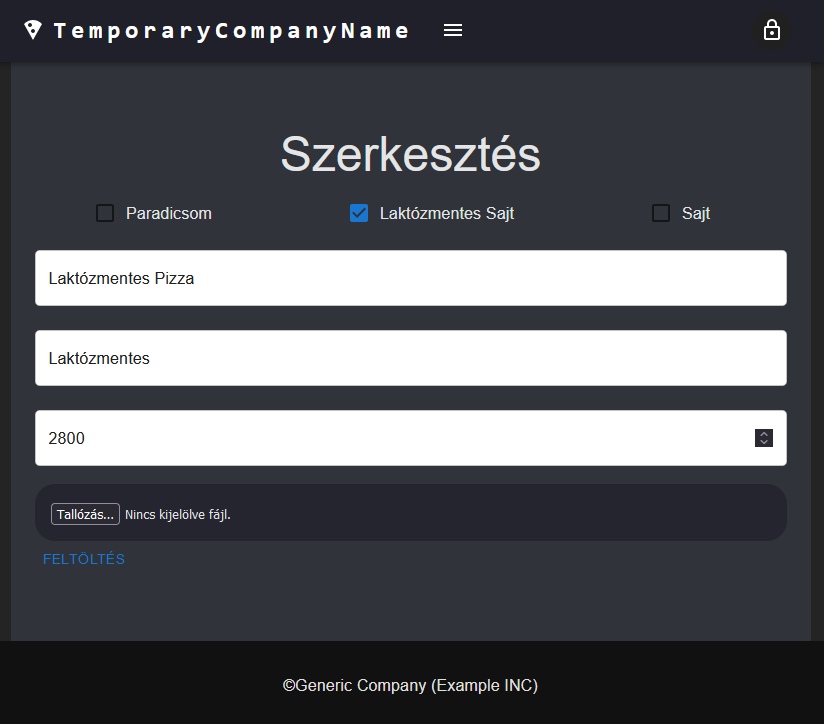 TemporaryCompanyName
Szerkesztés
Paradicsom Laktózmentes Sajt Sajt
Laktózmentes Pizza
Laktózmentes
2800
Tallózás... Nincs kijelölve fájl.
FELTÖLTÉS
©Generic Company (Example INC)